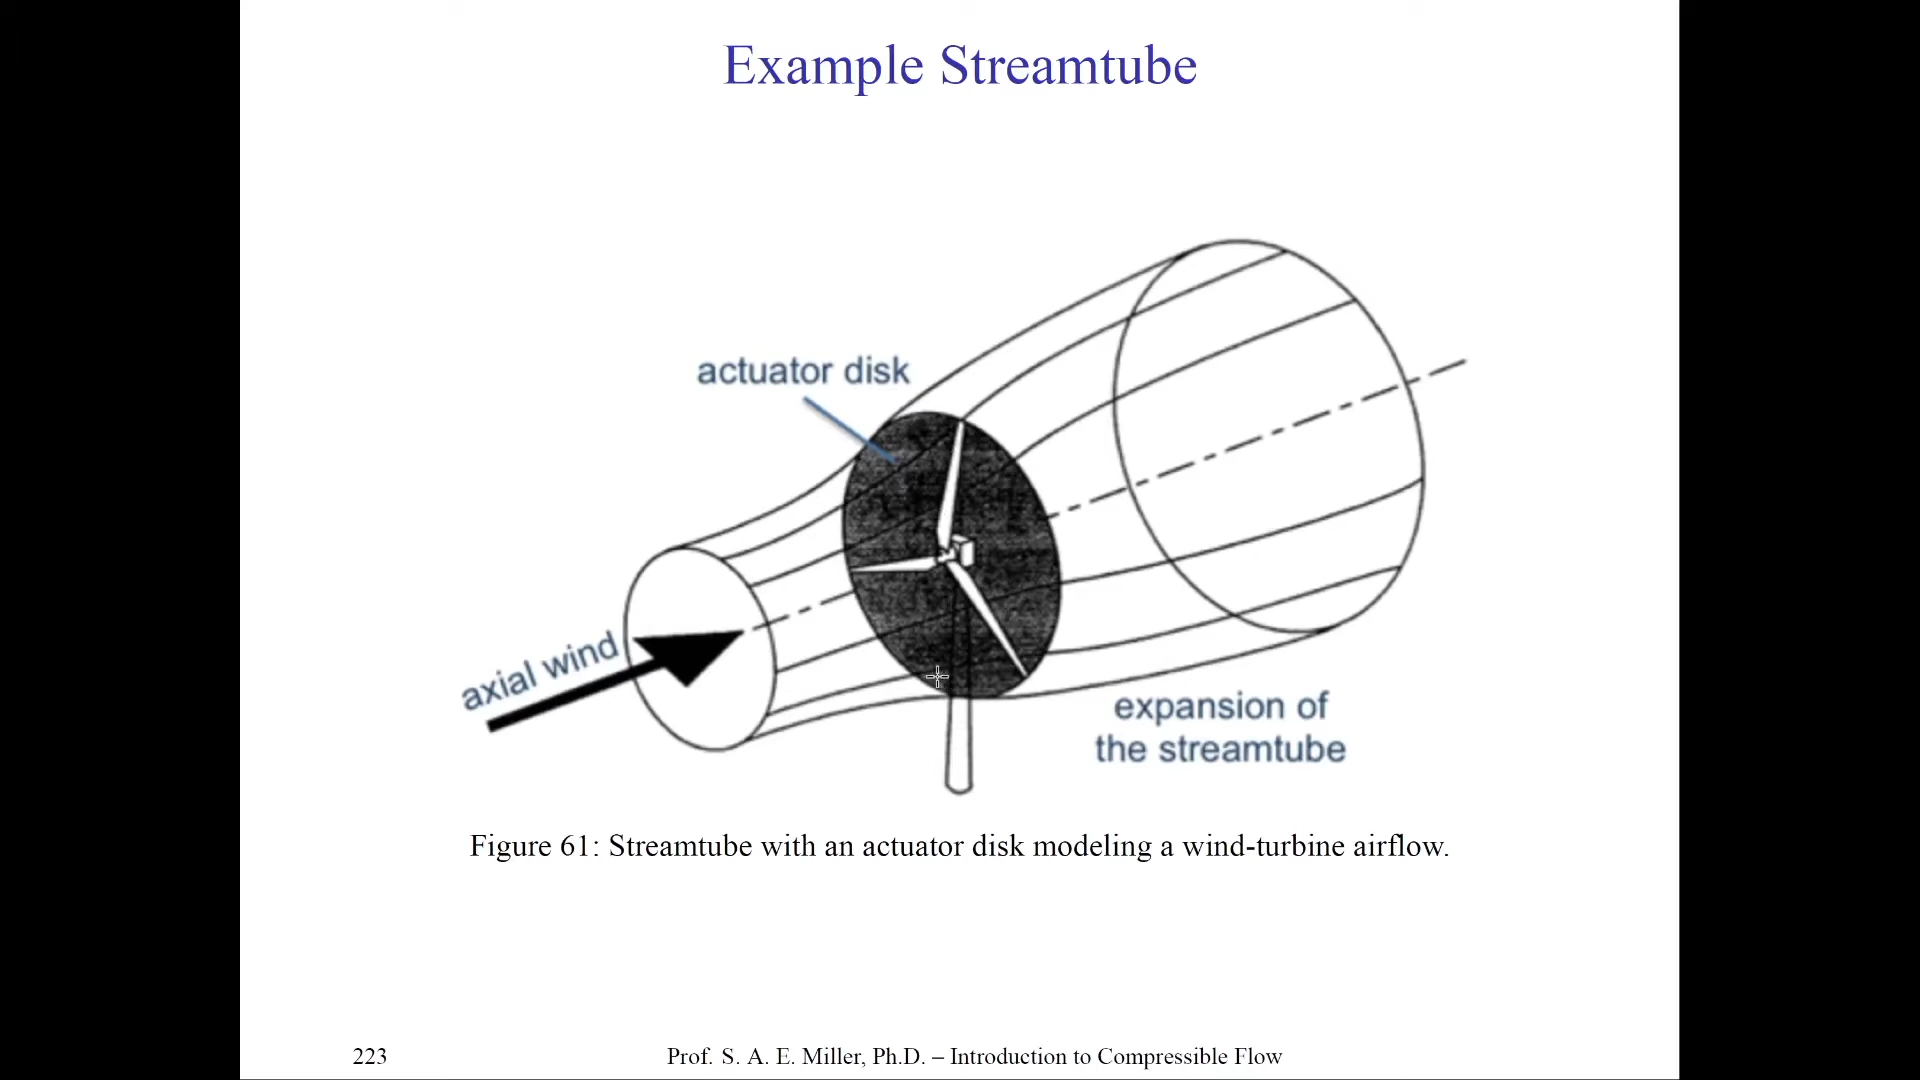 Example Streamtube
actuator disk
axial wind
expansion of
the streamtube
Figure 61: Streamtube with an actuator disk modeling a wind-turbine airflow.
223
Prof. S. A. E. Miller, Ph.D. – Introduction to Compressible Flow